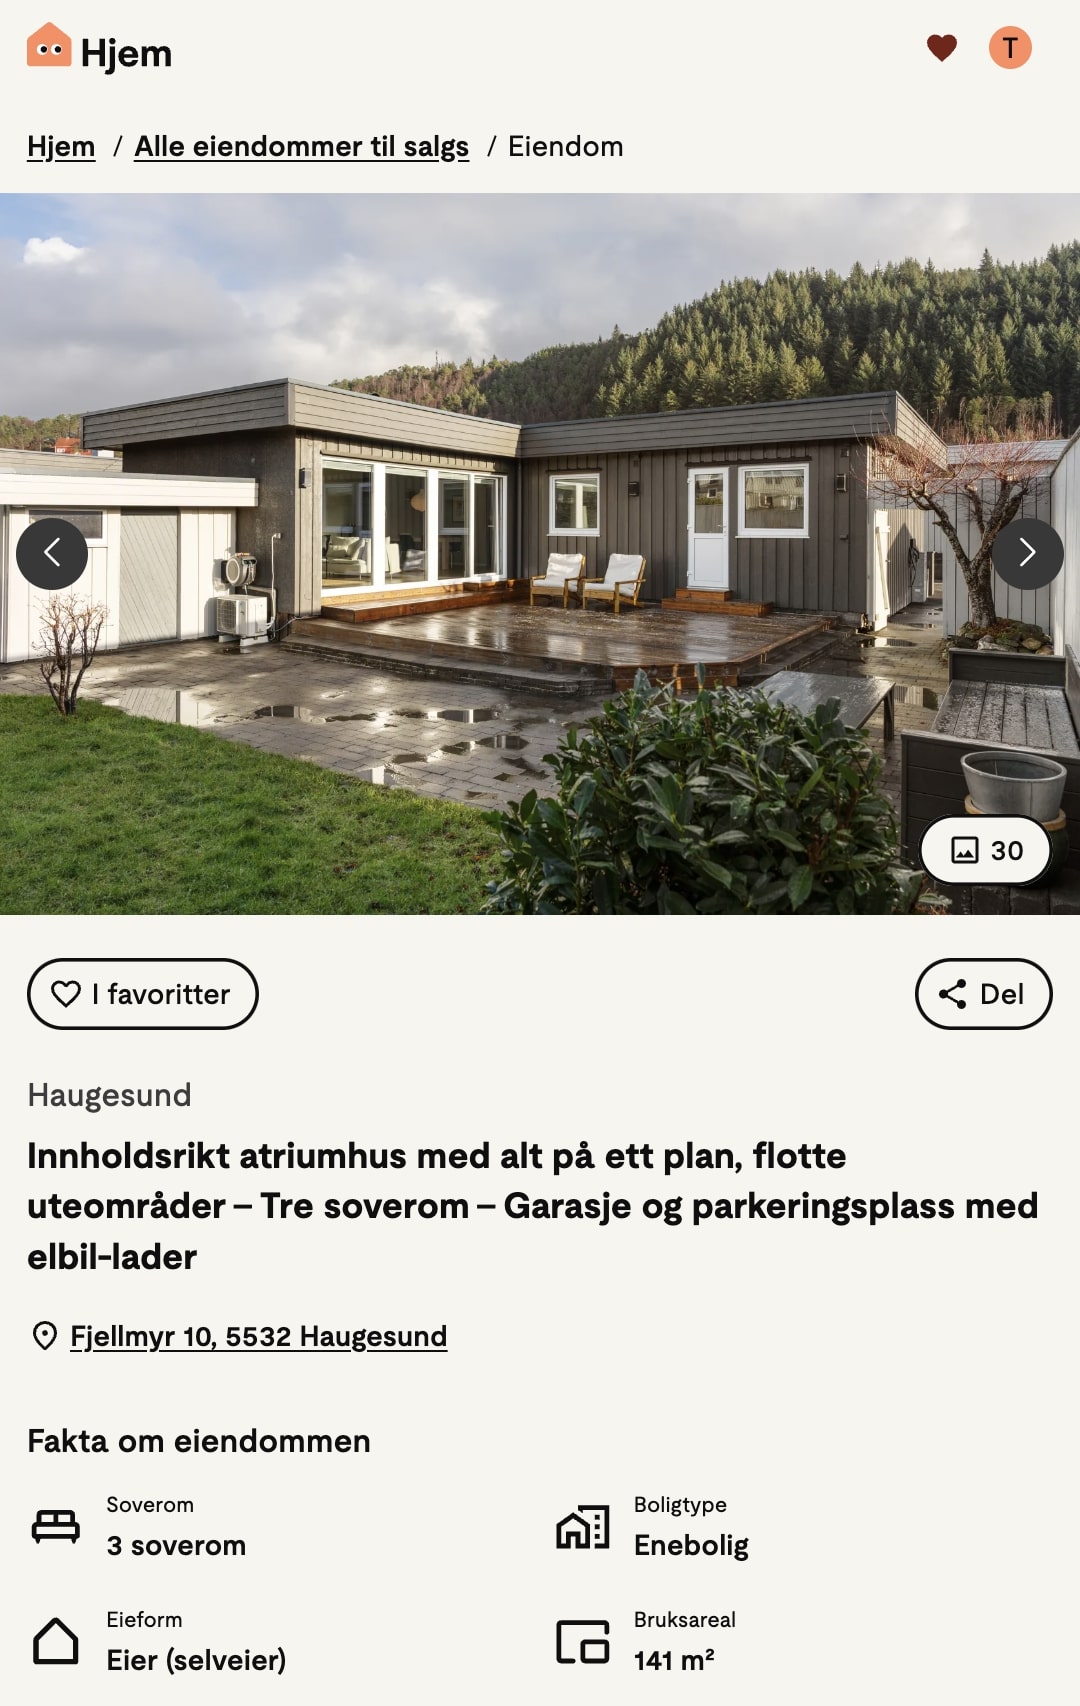 Hjem
T
Hjem / Alle eiendommer til salgs / Eiendom
30
I favoritter
Del
Haugesund
Innholdsrikt atriumhus med alt på ett plan, flotte
uteområder – Tre soverom – Garasje og parkeringsplass med
elbil-lader
Fjellmyr 10, 5532 Haugesund
Fakta om eiendommen
Soverom
3 soverom
Boligtype
Enebolig
Eieform
Eier (selveier)
Bruksareal
141 m²